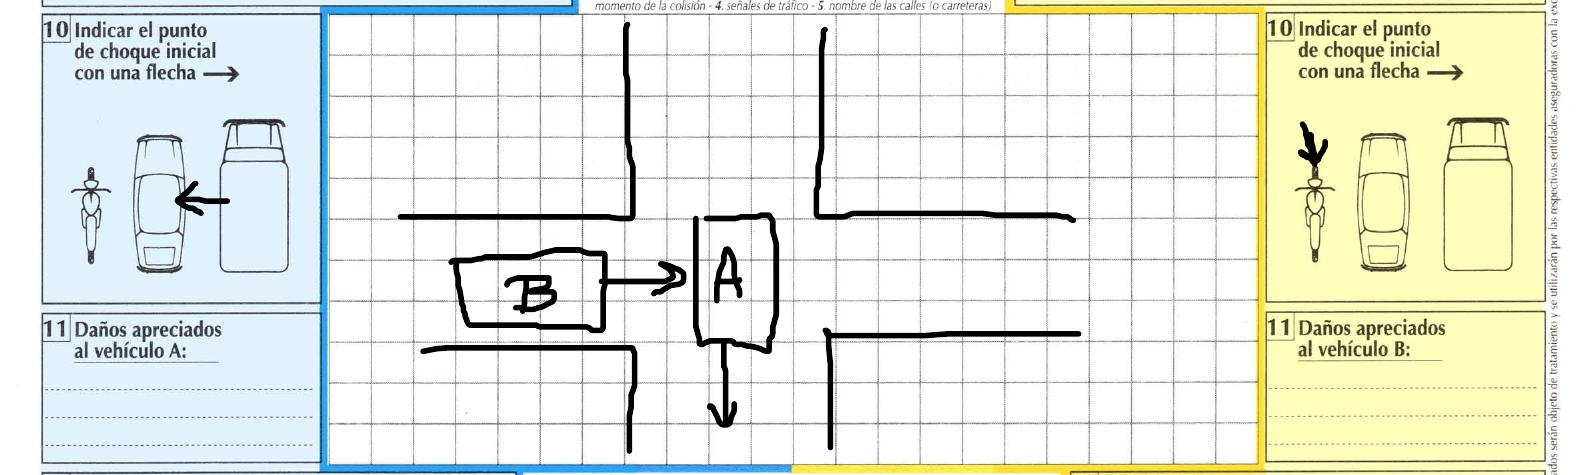 momento de la colisión - 4. señales de tráfico - 5. nombre de las calles (o carreteras)
10 Indicar el punto
de choque inicial
con una flecha →
11 Daños apreciados
al vehículo A:
B
A
10 Indicar el punto
de choque inicial
con una flecha →
11 Daños apreciados
al vehículo B:
ados serán objeto de tratamiento y se utilizarán por las respectivas entidades aseguradoras con la